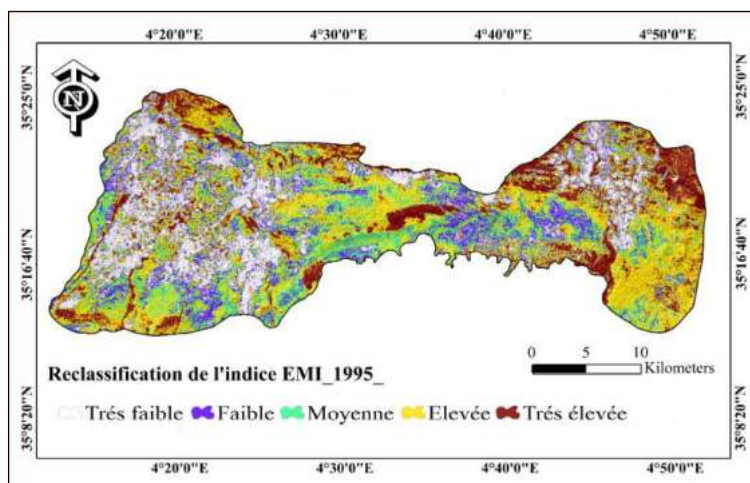 4°20'0"E 4°30'0"E 4°40'0"E 4°50'0"E
35°25'0"N 35°25'0"N
N
35°16'40"N 35°16'40"N
0 5 10
Kilometers
Reclassification de l'indice EMI_1995_
Trés faible Faible Moyenne Elevée Trés élevée
35°8'20"N 35°8'20"N
4°20'0"E 4°30'0"E 4°40'0"E 4°50'0"E